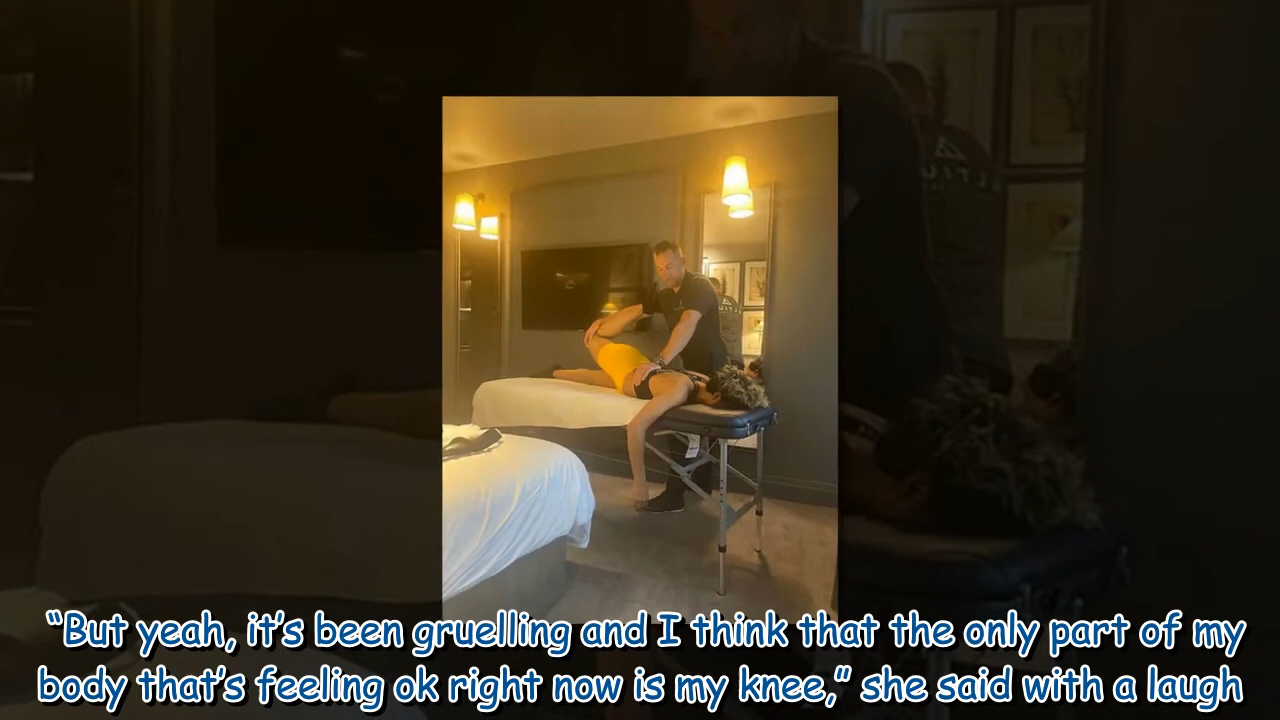 “But yeah, it’s been gruelling and I think that the only part of my
body that’s feeling ok right now is my knee,” she said with a laugh